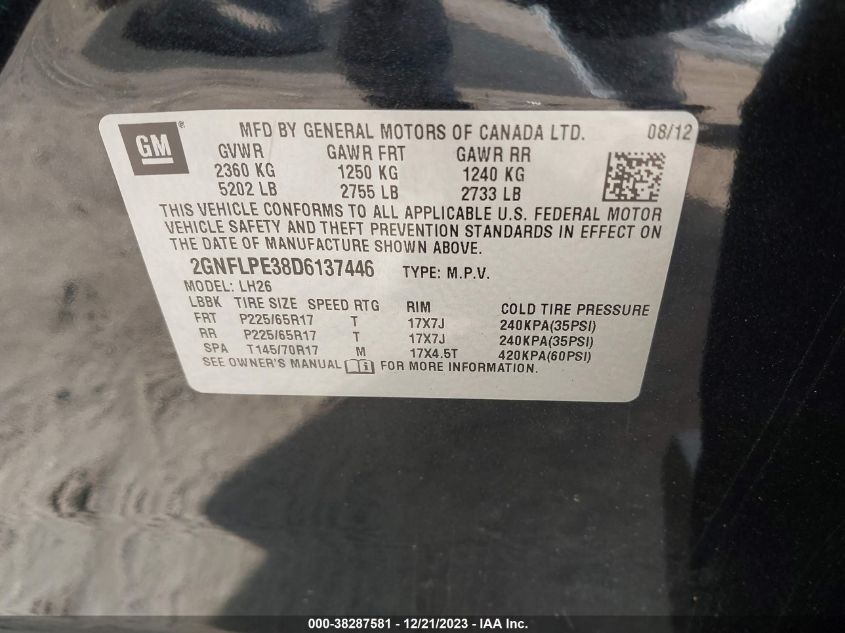 GM ® MFD BY GENERAL MOTORS OF CANADA LTD. 08/12
GVWR GAWR FRT GAWR RR
2360 KG 1250 KG 1240 KG
5202 LB 2755 LB 2733 LB
THIS VEHICLE CONFORMS TO ALL APPLICABLE U.S. FEDERAL MOTOR
VEHICLE SAFETY AND THEFT PREVENTION STANDARDS IN EFFECT ON
THE DATE OF MANUFACTURE SHOWN ABOVE.
2GNFLPE38D6137446 TYPE: M.P.V.
MODEL: LH26
LBBK TIRE SIZE SPEED RTG RIM COLD TIRE PRESSURE
FRT P225/65R17 T 17X7J 240KPA(35PSI)
RR P225/65R17 T 17X7J 240KPA(35PSI)
SPA T145/70R17 M 17X4.5T 420KPA(60PSI)
SEE OWNER'S MANUAL i FOR MORE INFORMATION.
000-38287581 - 12/21/2023 - IAA Inc.